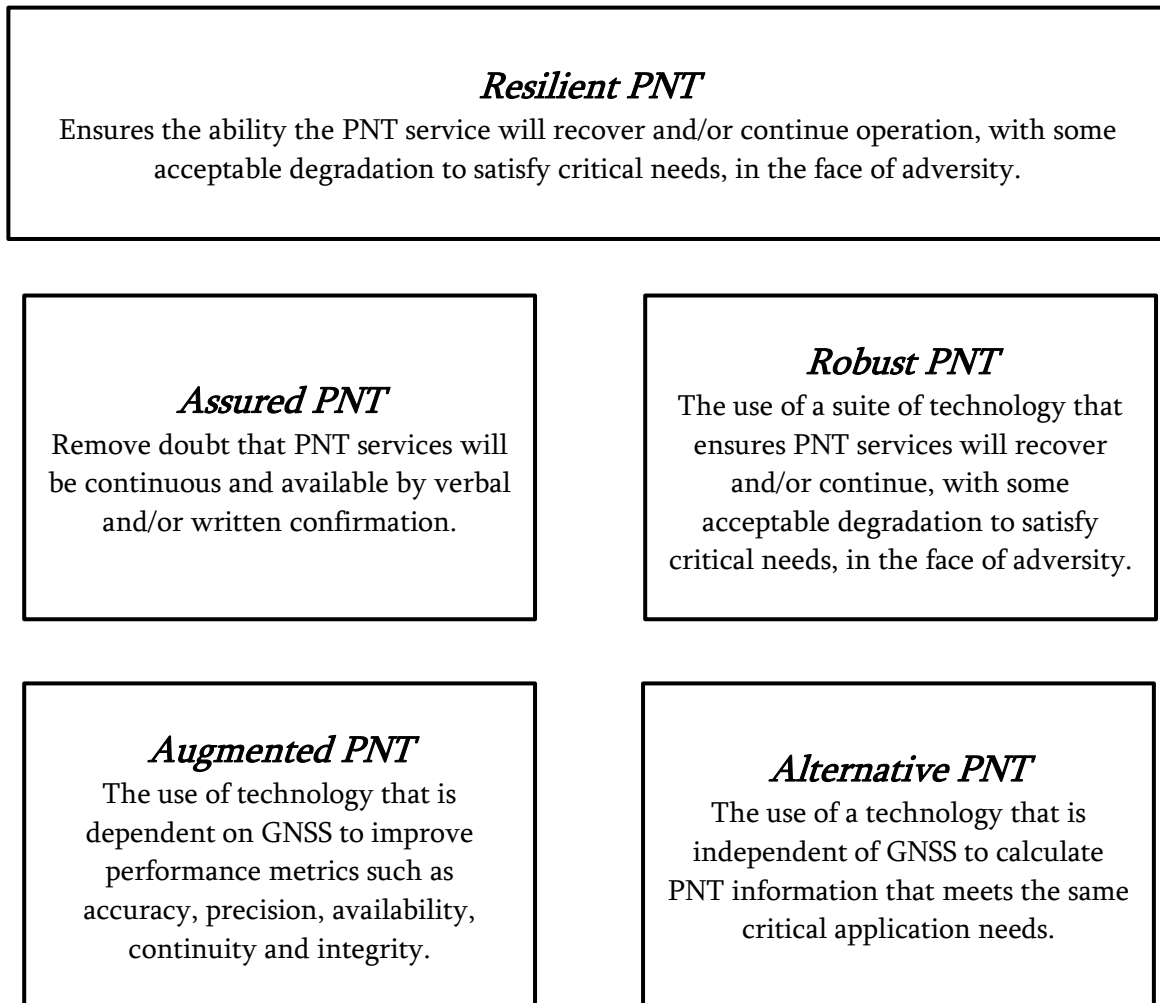 Resilient PNT
Ensures the ability the PNT service will recover and/or continue operation, with some
acceptable degradation to satisfy critical needs, in the face of adversity.
Assured PNT
Remove doubt that PNT services will
be continuous and available by verbal
and/or written confirmation.
Robust PNT
The use of a suite of technology that
ensures PNT services will recover
and/or continue, with some
acceptable degradation to satisfy
critical needs, in the face of adversity.
Augmented PNT
The use of technology that is
dependent on GNSS to improve
performance metrics such as
accuracy, precision, availability,
continuity and integrity.
Alternative PNT
The use of a technology that is
independent of GNSS to calculate
PNT information that meets the same
critical application needs.